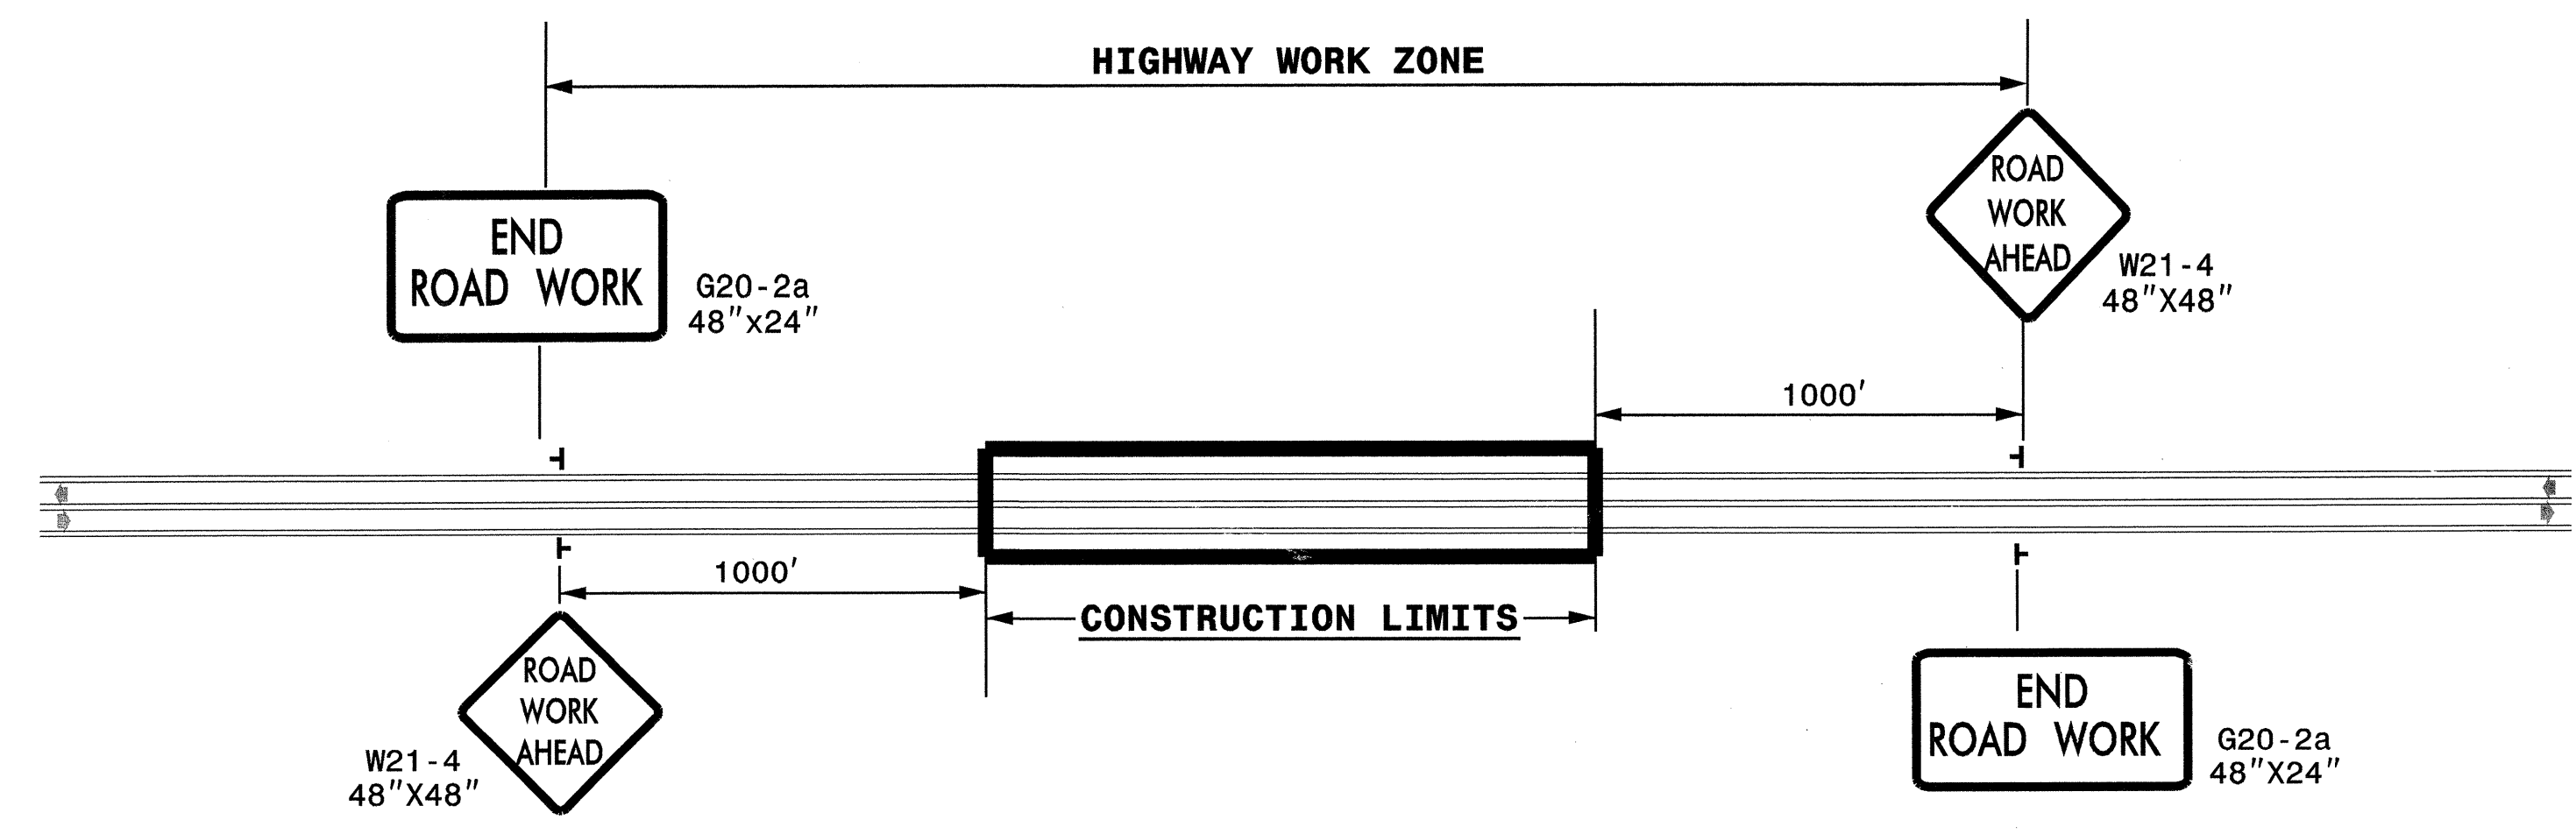 HIGHWAY WORK ZONE
END
ROAD WORK
G20-2a
48"x24"
ROAD
WORK
AHEAD
W21-4
48"X48"
1000'
1000'
CONSTRUCTION LIMITS
ROAD
WORK
AHEAD
W21-4
48"X48"
END
ROAD WORK
G20-2a
48"X24"